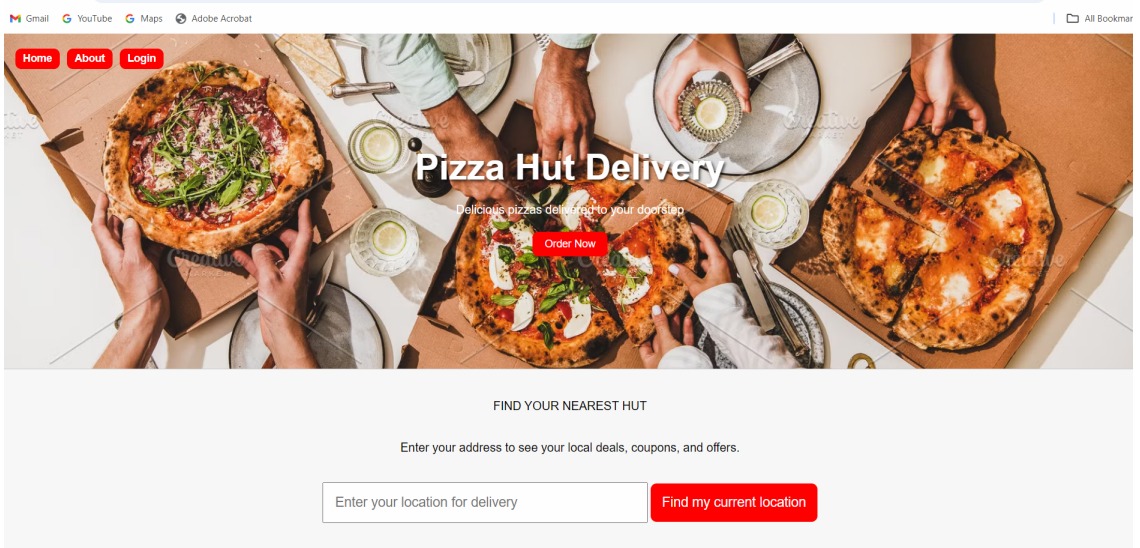 Gmail YouTube Maps Adobe Acrobat All Bookmar
Home About Login
Creative
Pizza Hut Delivery
Delicious pizzas delivered to your doorstep
Order Now
Creative
FIND YOUR NEAREST HUT
Enter your address to see your local deals, coupons, and offers.
Enter your location for delivery Find my current location